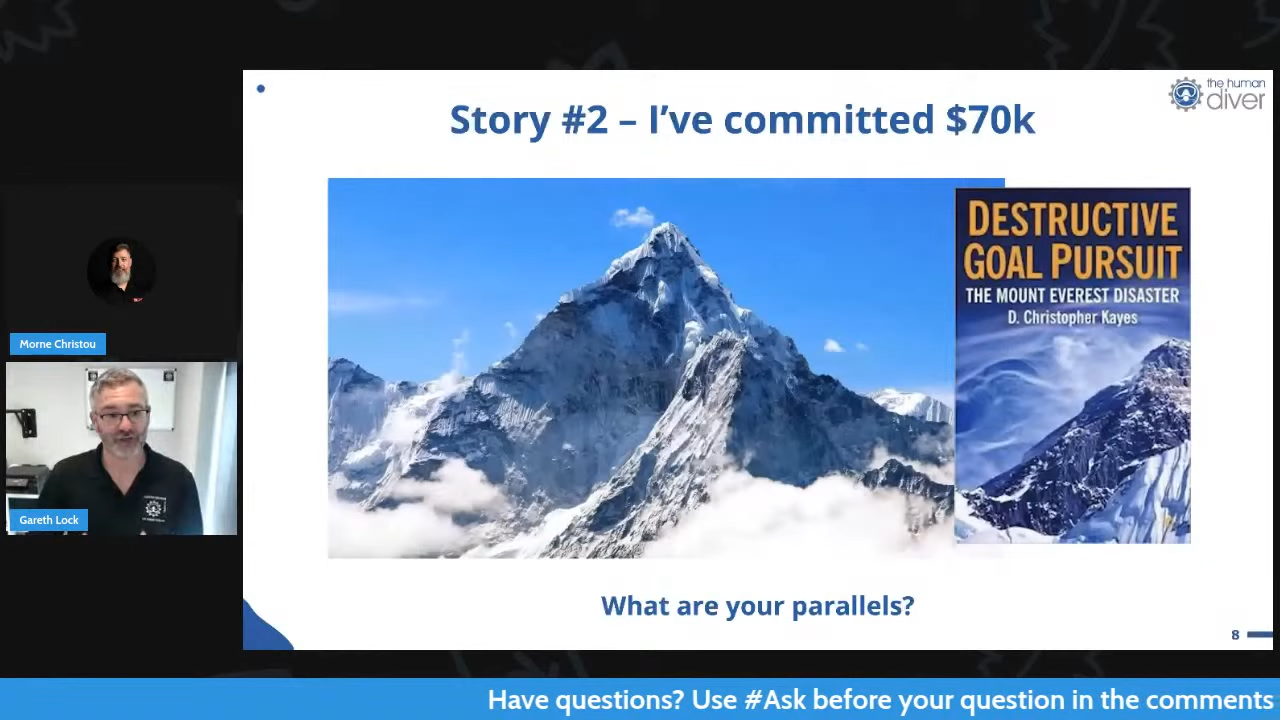 the human
diver
Story #2 – I've committed $70k
DESTRUCTIVE
GOAL PURSUIT
THE MOUNT EVEREST DISASTER
D. Christopher Kayes
Morne Christou
Gareth Lock
What are your parallels?
8
Have questions? Use #Ask before your question in the comments